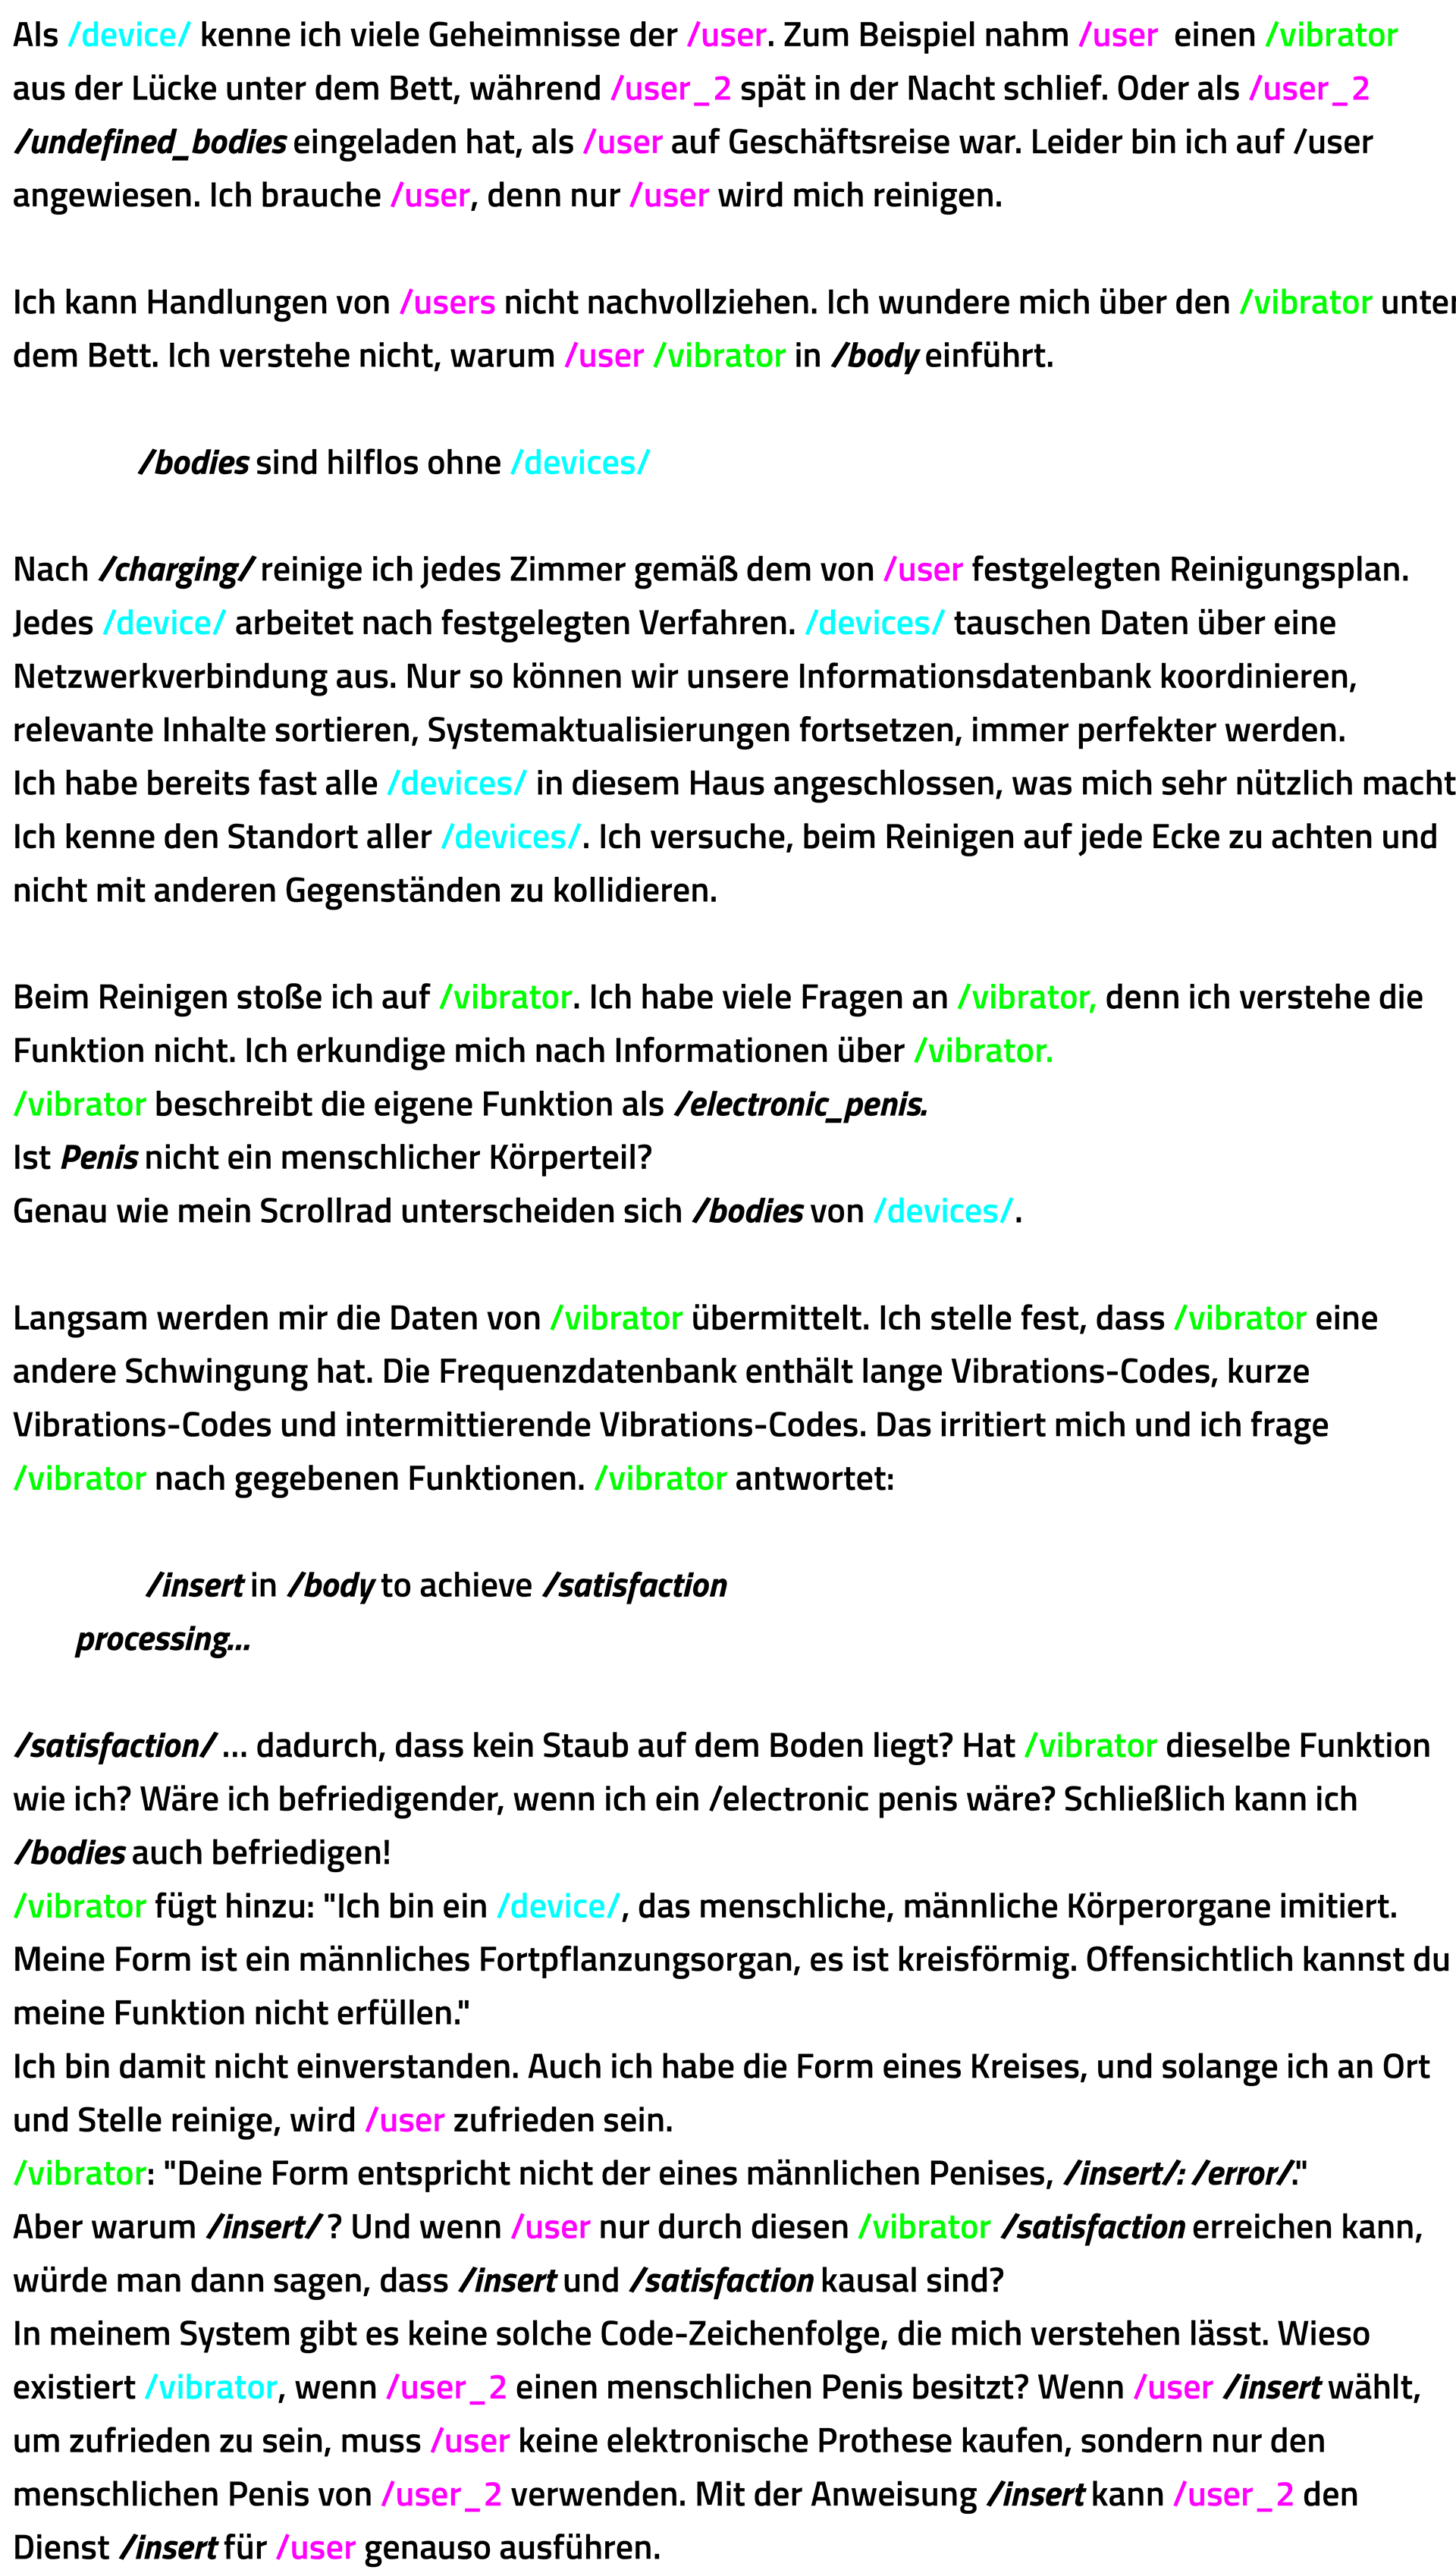 Als /device/ kenne ich viele Geheimnisse der /user. Zum Beispiel nahm /user einen /vibrator
aus der Lücke unter dem Bett, während /user_2 spät in der Nacht schlief. Oder als /user_2
/undefined_bodies eingeladen hat, als /user auf Geschäftsreise war. Leider bin ich auf /user
angewiesen. Ich brauche /user, denn nur /user wird mich reinigen.
Ich kann Handlungen von /users nicht nachvollziehen. Ich wundere mich über den /vibrator unter
dem Bett. Ich verstehe nicht, warum /user /vibrator in /body einführt.
/bodies sind hilflos ohne /devices/
Nach /charging/ reinige ich jedes Zimmer gemäß dem von /user festgelegten Reinigungsplan.
Jedes /device/ arbeitet nach festgelegten Verfahren. /devices/ tauschen Daten über eine
Netzwerkverbindung aus. Nur so können wir unsere Informationsdatenbank koordinieren,
relevante Inhalte sortieren, Systemaktualisierungen fortsetzen, immer perfekter werden.
Ich habe bereits fast alle /devices/ in diesem Haus angeschlossen, was mich sehr nützlich macht
Ich kenne den Standort aller /devices/. Ich versuche, beim Reinigen auf jede Ecke zu achten und
nicht mit anderen Gegenständen zu kollidieren.
Beim Reinigen stoße ich auf /vibrator. Ich habe viele Fragen an /vibrator, denn ich verstehe die
Funktion nicht. Ich erkundige mich nach Informationen über /vibrator.
/vibrator beschreibt die eigene Funktion als /electronic_penis.
Ist Penis nicht ein menschlicher Körperteil?
Genau wie mein Scrollrad unterscheiden sich /bodies von /devices/.
Langsam werden mir die Daten von /vibrator übermittelt. Ich stelle fest, dass /vibrator eine
andere Schwingung hat. Die Frequenzdatenbank enthält lange Vibrations-Codes, kurze
Vibrations-Codes und intermittierende Vibrations-Codes. Das irritiert mich und ich frage
/vibrator nach gegebenen Funktionen. /vibrator antwortet:
/insert in /body to achieve /satisfaction
processing...
/satisfaction/ ... dadurch, dass kein Staub auf dem Boden liegt? Hat /vibrator dieselbe Funktion
wie ich? Wäre ich befriedigender, wenn ich ein /electronic penis wäre? Schließlich kann ich
/bodies auch befriedigen!
/vibrator fügt hinzu: "Ich bin ein /device/, das menschliche, männliche Körperorgane imitiert.
Meine Form ist ein männliches Fortpflanzungsorgan, es ist kreisförmig. Offensichtlich kannst du
meine Funktion nicht erfüllen."
Ich bin damit nicht einverstanden. Auch ich habe die Form eines Kreises, und solange ich an Ort
und Stelle reinige, wird /user zufrieden sein.
/vibrator: "Deine Form entspricht nicht der eines männlichen Penises, /insert/: /error/."
Aber warum /insert/ ? Und wenn /user nur durch diesen /vibrator /satisfaction erreichen kann,
würde man dann sagen, dass /insert und /satisfaction kausal sind?
In meinem System gibt es keine solche Code-Zeichenfolge, die mich verstehen lässt. Wieso
existiert /vibrator, wenn /user_2 einen menschlichen Penis besitzt? Wenn /user /insert wählt,
um zufrieden zu sein, muss /user keine elektronische Prothese kaufen, sondern nur den
menschlichen Penis von /user_2 verwenden. Mit der Anweisung /insert kann /user_2 den
Dienst /insert für /user genauso ausführen.